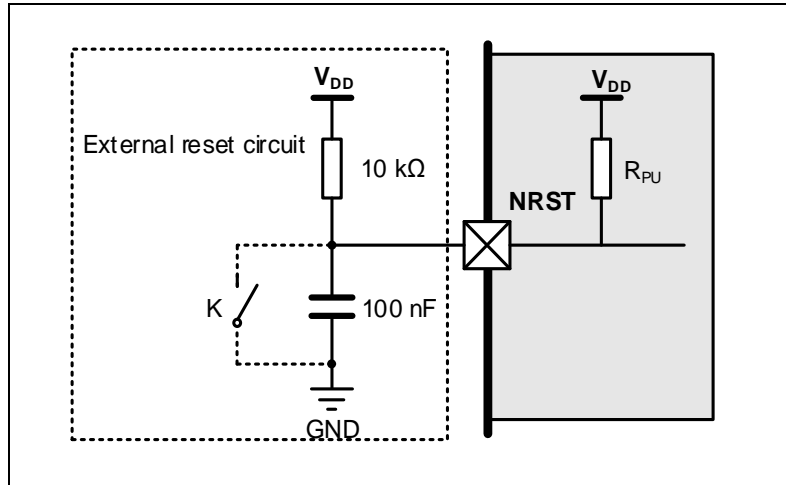 V_DD
V_DD
External reset circuit
10 kΩ
R_PU
NRST
K
100 nF
GND